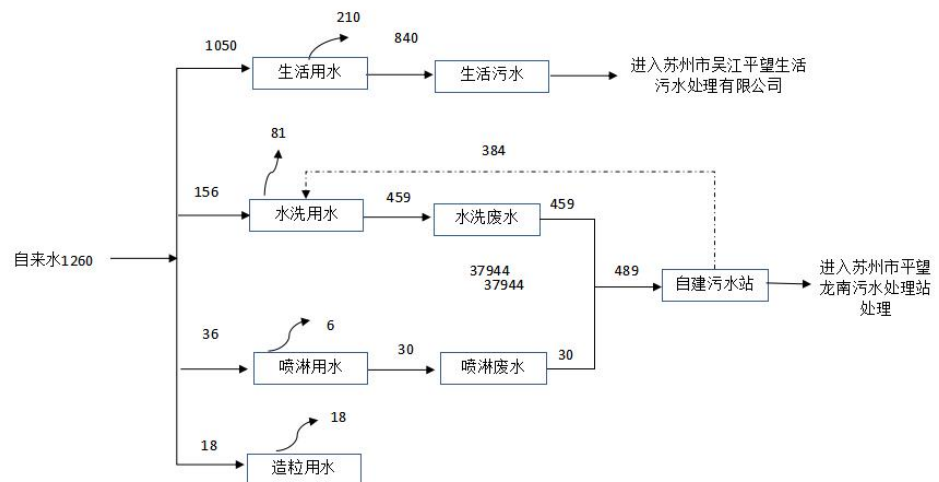 210
1050
840
生活用水
生活污水
进入苏州市吴江平望生活
污水处理有限公司
81
384
156
459
459
水洗用水
水洗废水
自来水1260
37944
37944
489
自建污水站
进入苏州市平望
龙南污水处理站
处理
36
6
30
30
喷淋用水
喷淋废水
18
18
造粒用水